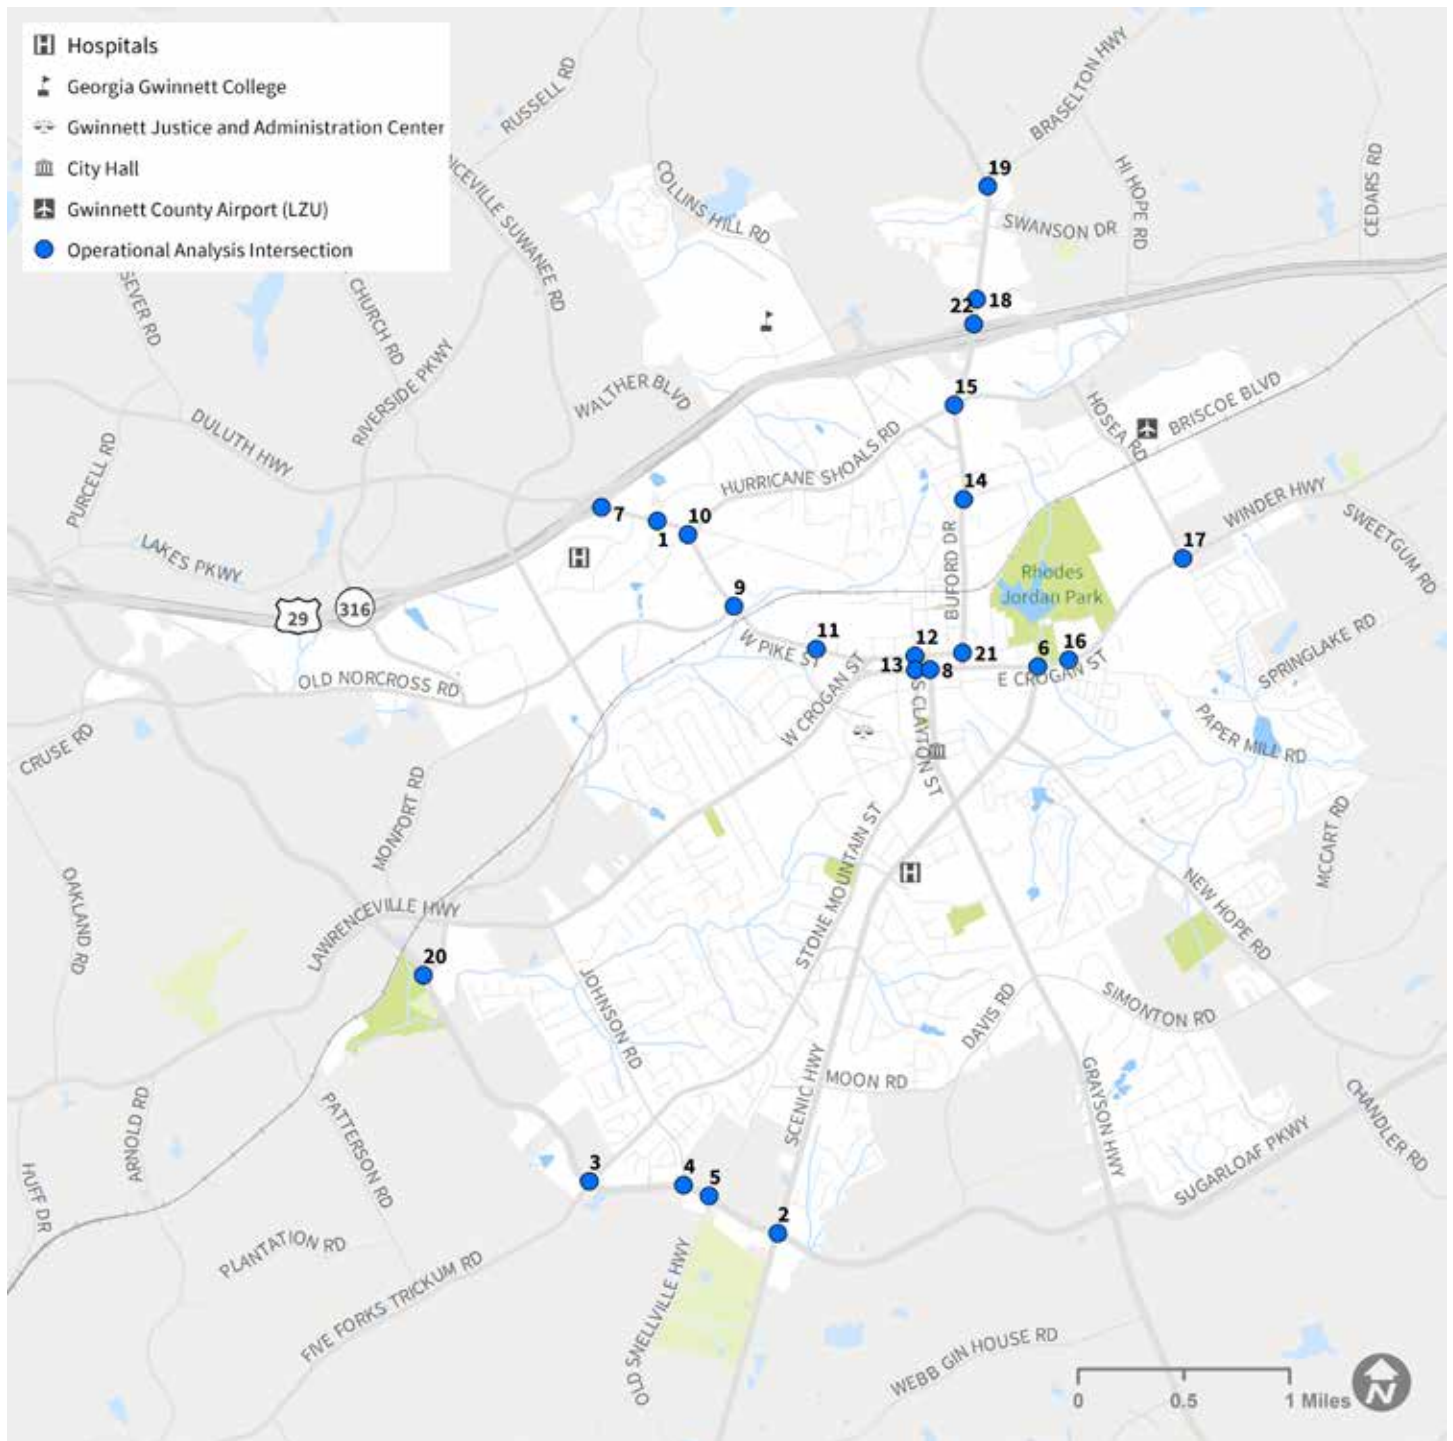 Hospitals
Georgia Gwinnett College
Gwinnett Justice and Administration Center
City Hall
Gwinnett County Airport (LZU)
Operational Analysis Intersection
RUSSELL RD
BRASELTON HWY
HI HOPE RD
CEDARS RD
COLLINS HILL RD
SUWANEE RD
19
SWANSON DR
SEVER RD
CHURCH RD
18
22
RIVERSIDE PKWY
WALTHER BLVD
15
HOSEA RD
BRISCOE BLVD
DULUTH HWY
PURCELL RD
HURRICANE SHOALS RD
14
WINDER HWY
SWEETGUM RD
7
1
10
17
LAKES PKWY
BUFORD DR
Rhodes
Jordan Park
29
316
9
11
W PIKE ST
12
13
8
21
6
16
E CROGAN ST
SPRINGLAKE RD
OLD NORCROSS RD
W CROGAN ST
S CLAYTON ST
PAPER MILL RD
CRUSE RD
MONFORT RD
STONE MOUNTAIN ST
MCCART RD
OAKLAND RD
LAWRENCEVILLE HWY
NEW HOPE RD
20
JOHNSON RD
DAVIS RD
SIMONTON RD
SCENIC HWY
MOON RD
GRAYSON HWY
CHANDLER RD
ARNOLD RD
PATTERSON RD
HUFF DR
3
4
5
2
SUGARLOAF PKWY
PLANTATION RD
FIVE FORKS TRICKUM RD
OLD SNELLVILLE HWY
WEBB GIN HOUSE RD
0
0.5
1 Miles
N